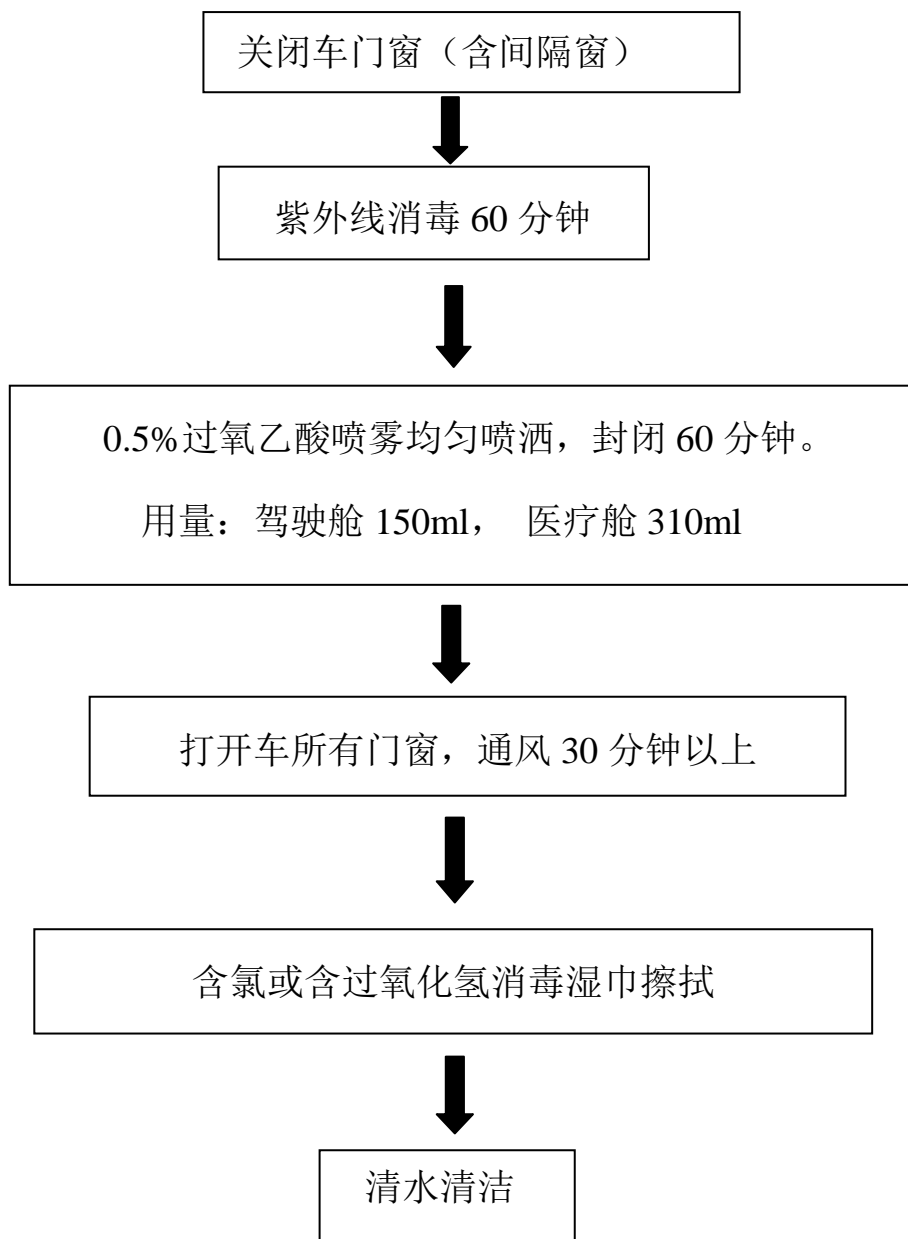 关闭车门窗（含间隔窗）
紫外线消毒 60 分钟
0.5%过氧乙酸喷雾均匀喷洒，封闭 60 分钟。
用量：驾驶舱 150ml， 医疗舱 310ml
打开车所有门窗，通风 30 分钟以上
含氯或含过氧化氢消毒湿巾擦拭
清水清洁